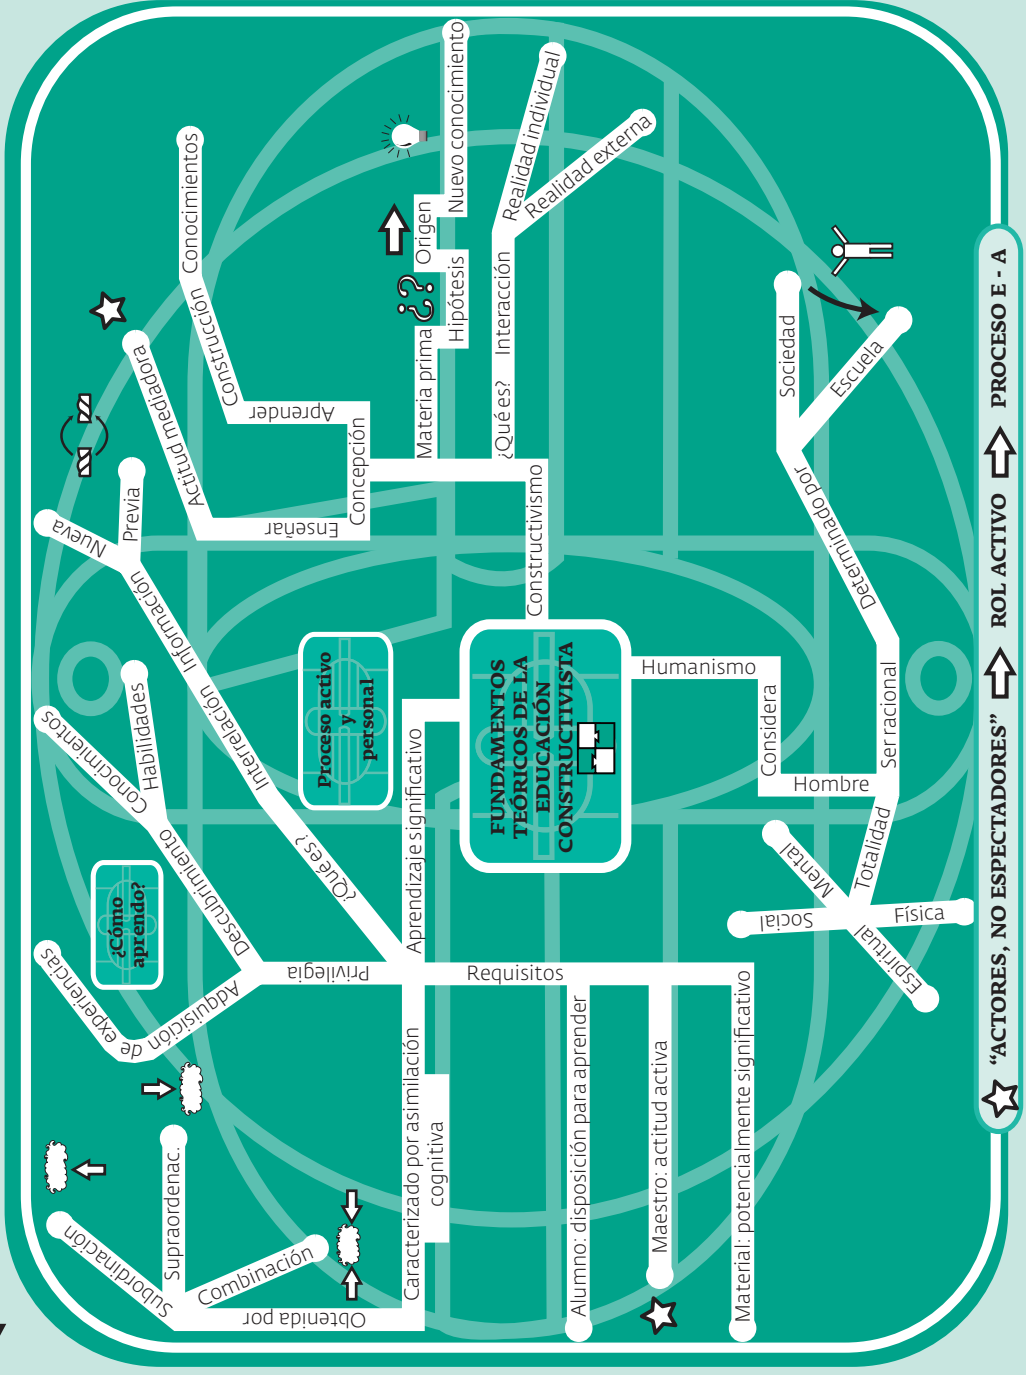 FUNDAMENTOS
TEÓRICOS DE LA
EDUCACIÓN
CONSTRUCTIVISTA
Constructivismo
Concepción
Enseñar
Actitud mediadora
Aprender
Construcción
Conocimientos
Materia prima
Hipótesis
¿?
Origen
Nuevo conocimiento
¿Qué es?
Interacción
Realidad individual
Realidad externa
Humanismo
Considera
Hombre
Ser racional
Determinado por
Sociedad
Escuela
Totalidad
Mental
Social
Física
Espiritual
Aprendizaje significativo
Proceso activo
y
personal
¿Qué es?
Interrelación
Información
Nueva
Previa
Privilegia
Descubrimiento
Conocimientos
Habilidades
Adquisición
de experiencias
¿Cómo
aprendo?
Requisitos
Alumno: disposición para aprender
Maestro: actitud activa
Material: potencialmente significativo
Caracterizado por asimilación
cognitiva
Obtenida por
Subordinación
Supraordenac.
Combinación
“ACTORES, NO ESPECTADORES” ROL ACTIVO PROCESO E - A